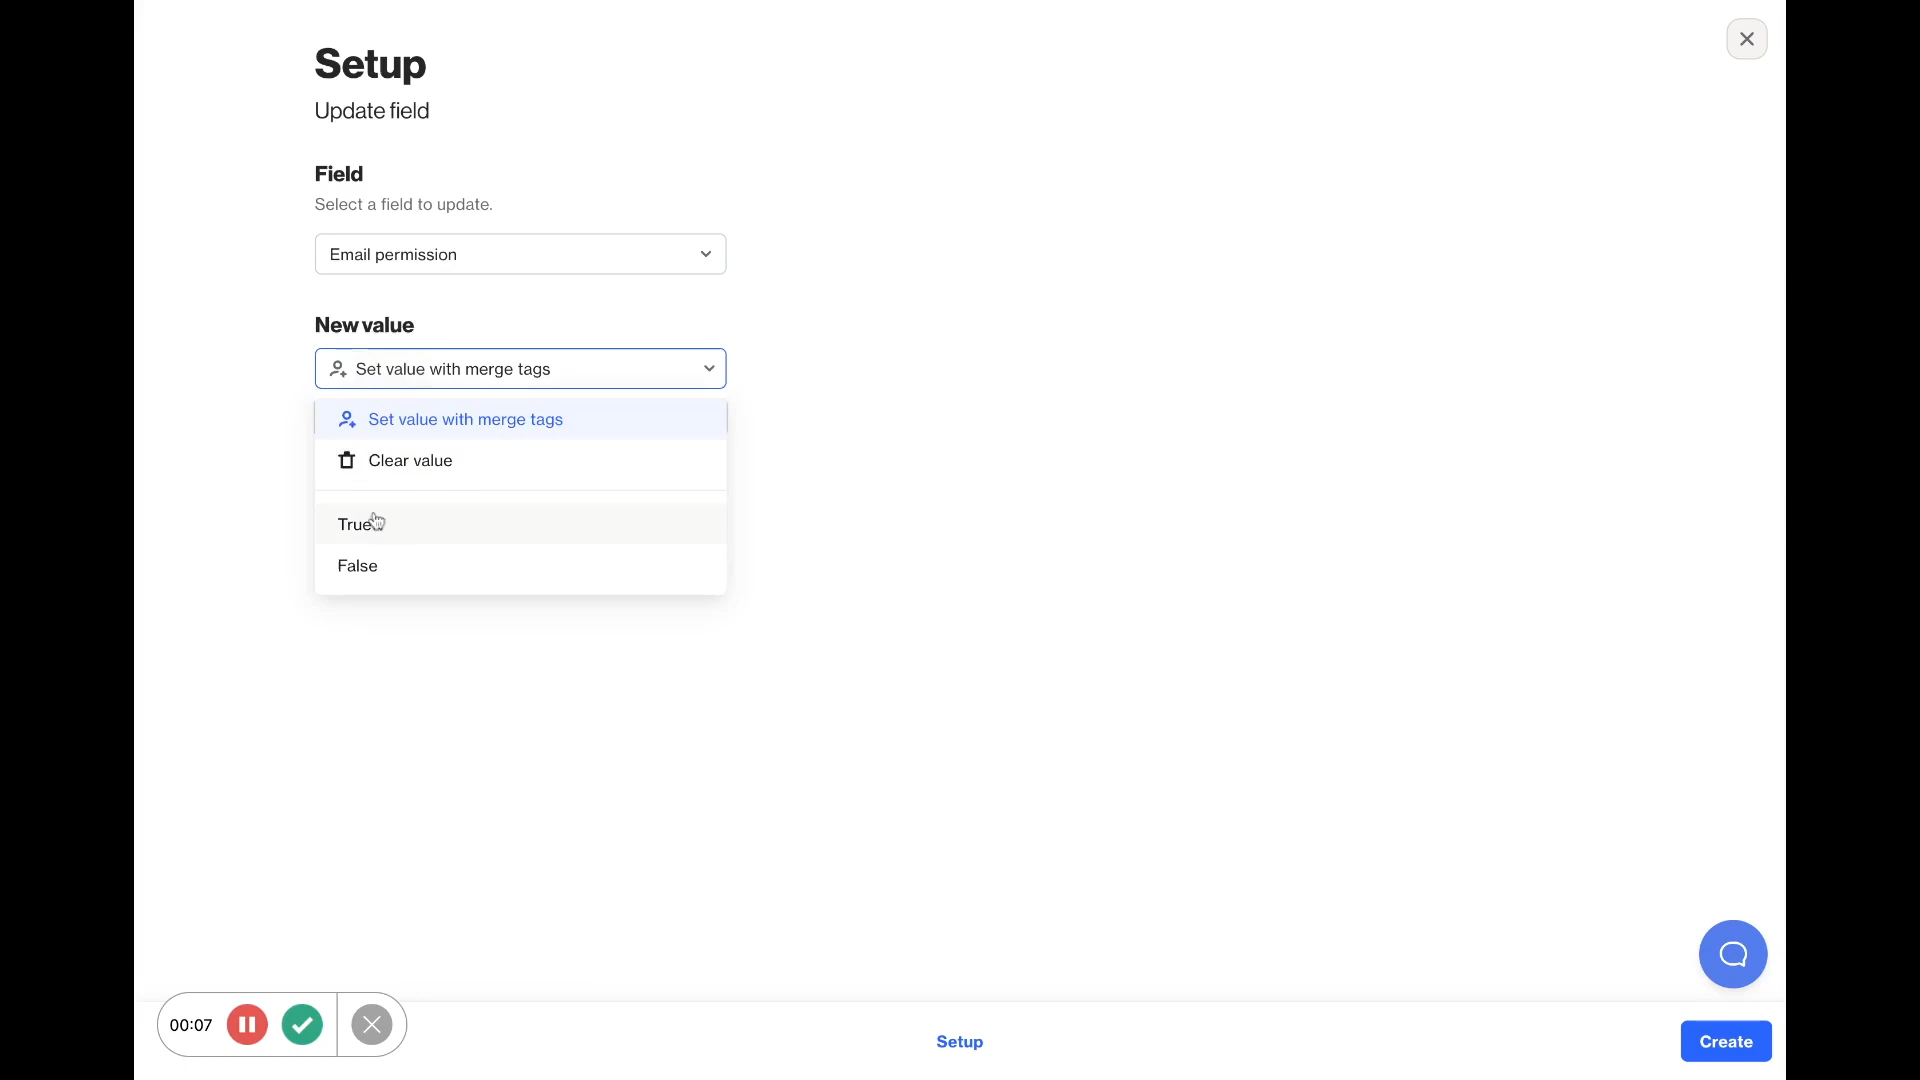 Setup
Update field
Field
Select a field to update.
Email permission
New value
Set value with merge tags
Set value with merge tags
Clear value
True
False
00:07
Setup
Create